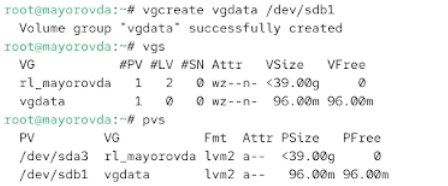 root@mayorovda:~# vgcreate vgdata /dev/sdb1
  Volume group "vgdata" successfully created
root@mayorovda:~# vgs
  VG          #PV #LV #SN Attr   VSize   VFree
  rl_mayorovda   1   2   0 wz--n- <39.00g     0
  vgdata         1   0   0 wz--n-  96.00m 96.00m
root@mayorovda:~# pvs
  PV         VG           Fmt  Attr PSize   PFree
  /dev/sda3  rl_mayorovda lvm2 a--  <39.00g     0
  /dev/sdb1  vgdata       lvm2 a--   96.00m 96.00m